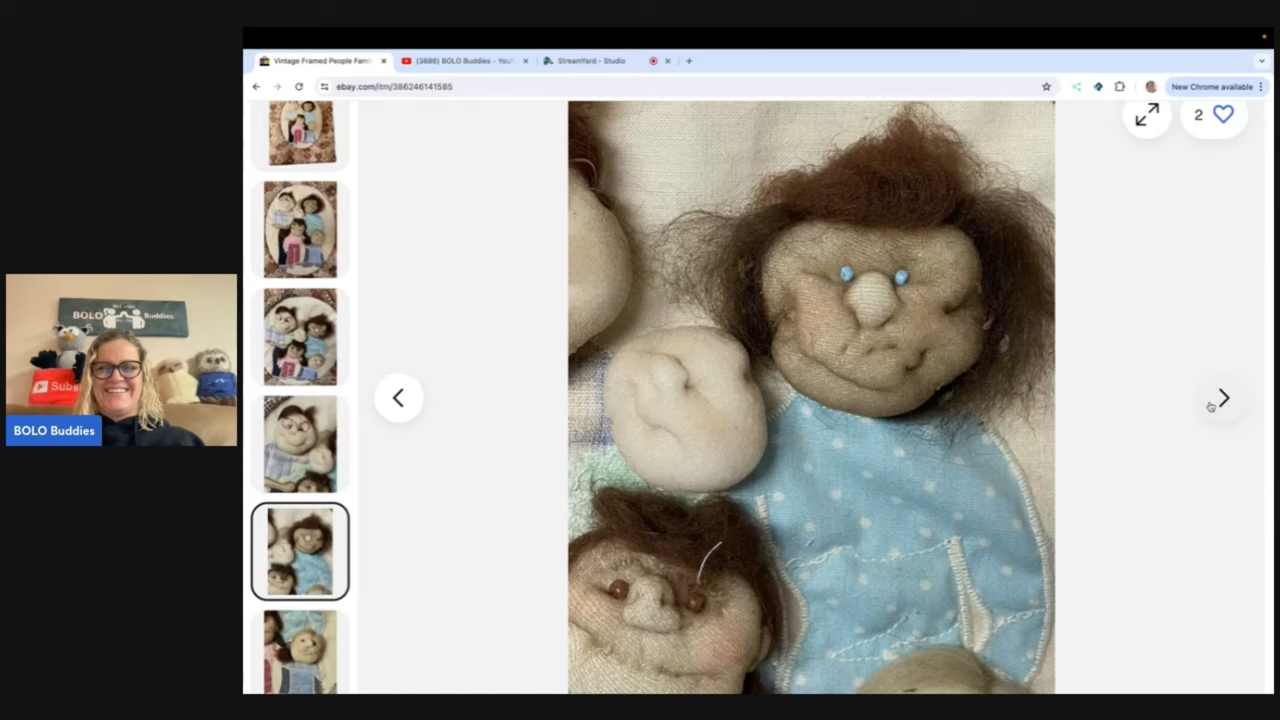 Vintage Framed People Fami
(3886) BOLO Buddies - You
StreamYard - Studio
ebay.com/itm/386246141585
New Chrome available
2
BOLO
Buddies
Subs
BOLO Buddies